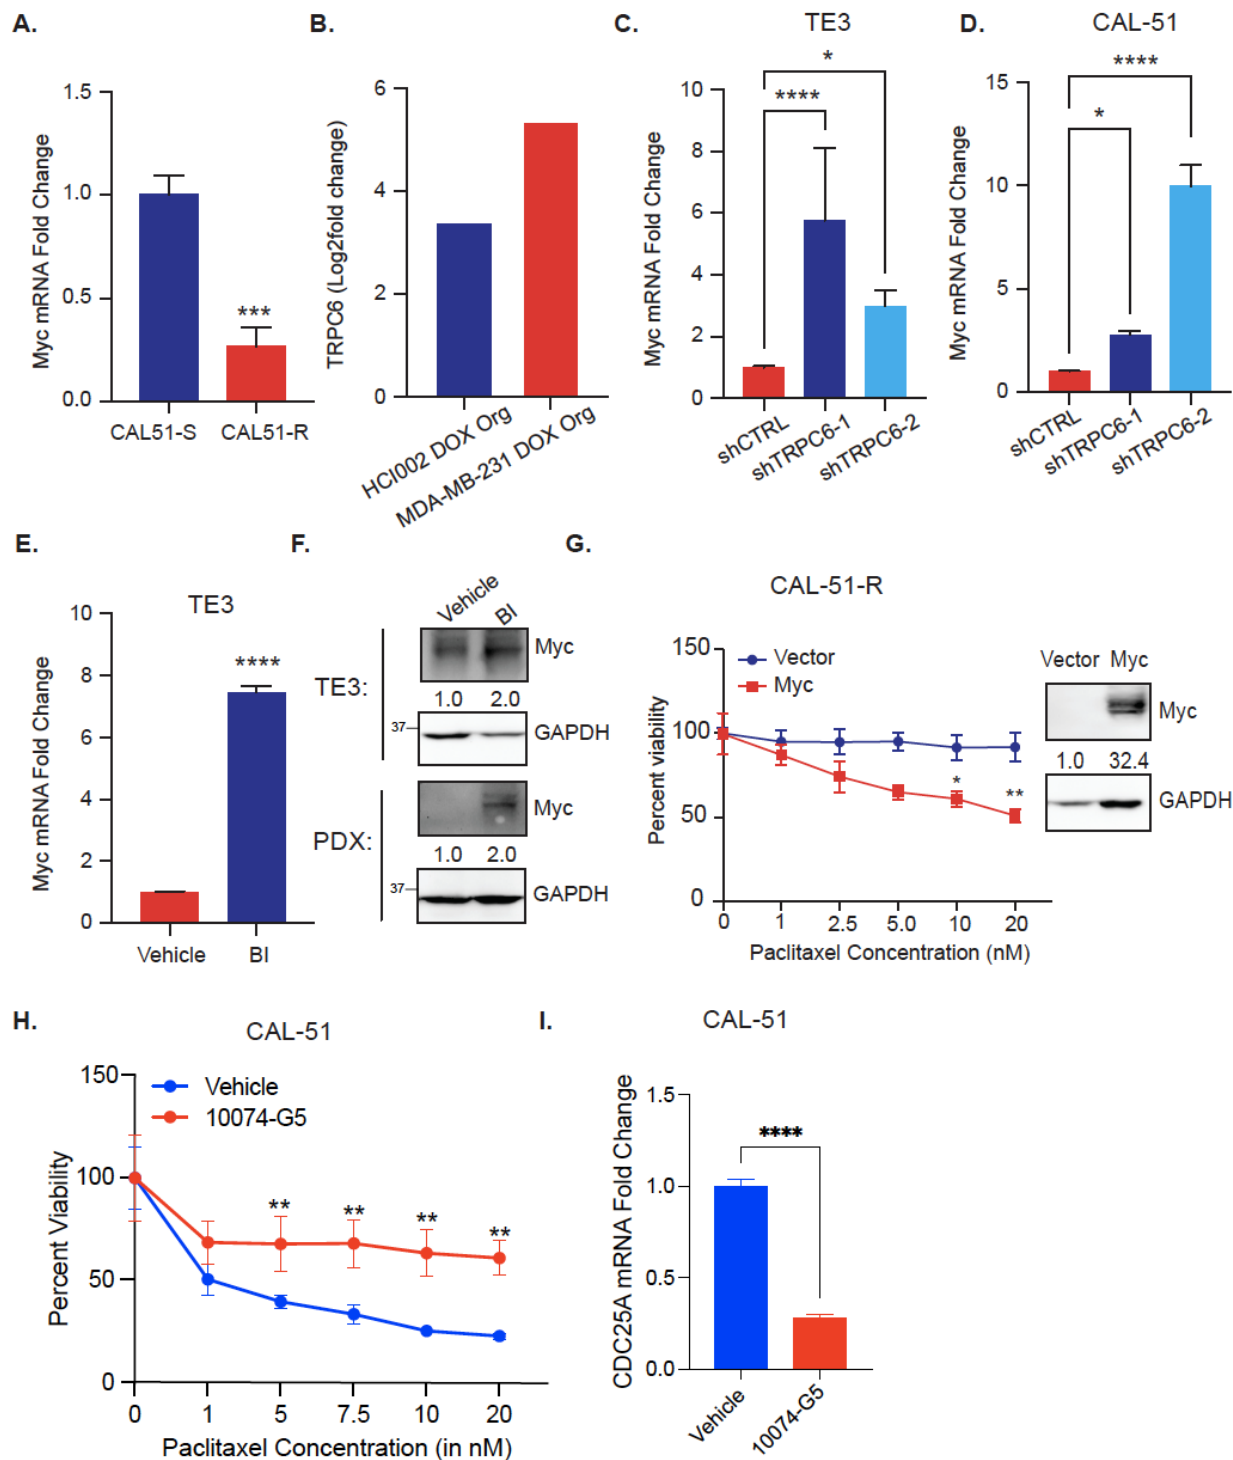 A.
Myc mRNA Fold Change
1.5
1.0
0.5
0.0
***
CAL51-S
CAL51-R
B.
TRPC6 (Log2fold change)
6
4
2
0
HCI002 DOX Org
MDA-MB-231 DOX Org
C.
TE3
Myc mRNA Fold Change
10
8
6
4
2
0
*
****
shCTRL
shTRPC6-1
shTRPC6-2
D.
CAL-51
Myc mRNA Fold Change
15
10
5
0
****
*
shCTRL
shTRPC6-1
shTRPC6-2
E.
TE3
Myc mRNA Fold Change
10
8
6
4
2
0
****
Vehicle
BI
F.
Vehicle
BI
TE3:
Myc
1.0 2.0
37
GAPDH
PDX:
Myc
1.0 2.0
37
GAPDH
G.
CAL-51-R
Percent viability
150
100
50
0
Vector
Myc
*
**
0 1 2.5 5.0 10 20
Paclitaxel Concentration (nM)
Vector Myc
Myc
1.0 32.4
GAPDH
H.
CAL-51
Percent Viability
150
100
50
0
Vehicle
10074-G5
** ** ** **
0 1 5 7.5 10 20
Paclitaxel Concentration (in nM)
I.
CAL-51
CDC25A mRNA Fold Change
1.5
1.0
0.5
0.0
****
Vehicle
10074-G5